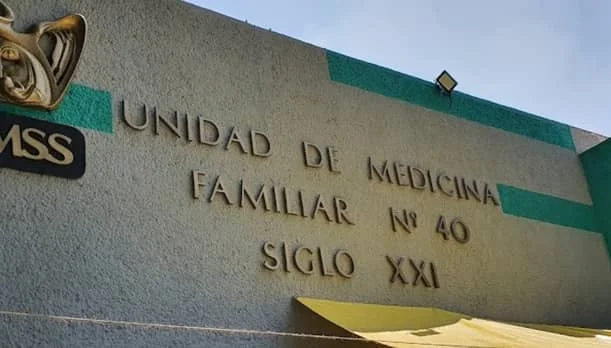 MSS
UNIDAD DE MEDICINA
FAMILIAR Nº 40
SIGLO XXI